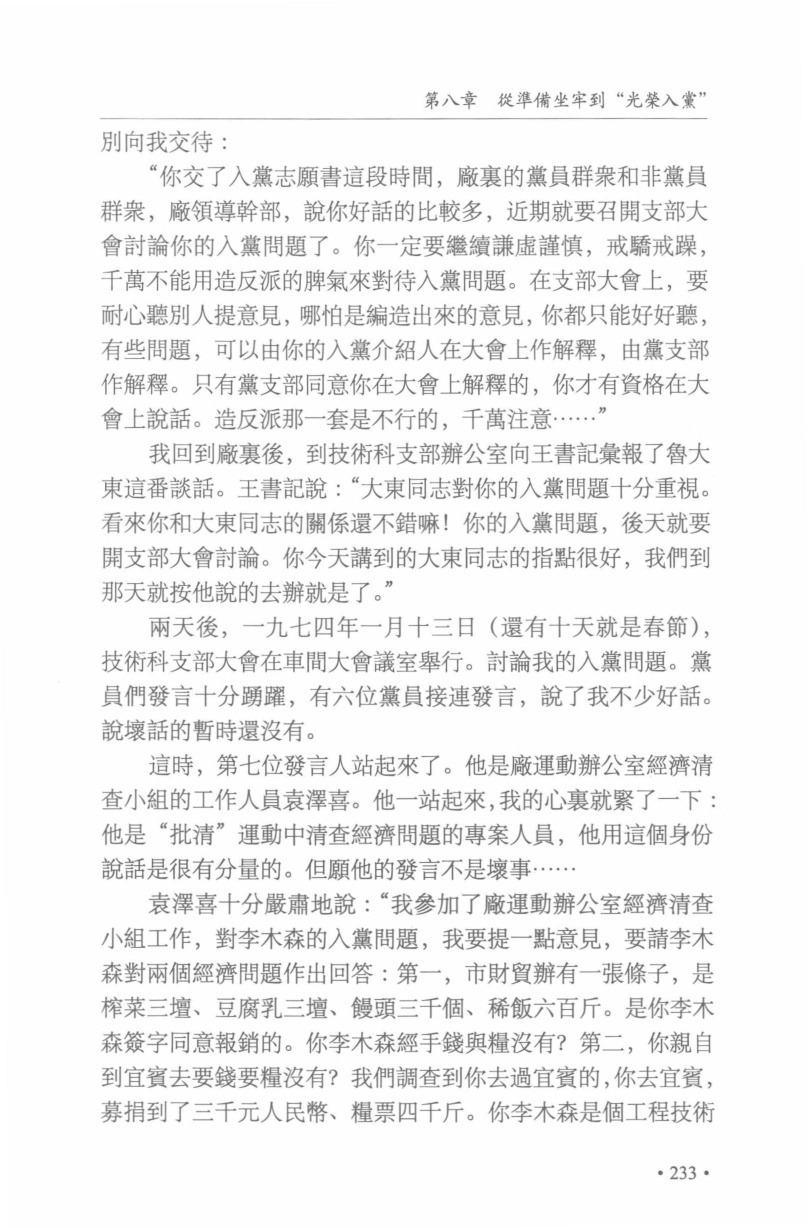 第八章　從準備坐牢到“光榮入黨”
別向我交待：
“你交了入黨志願書這段時間，廠裏的黨員群衆和非黨員
群衆，廠領導幹部，說你好話的比較多，近期就要召開支部大
會討論你的入黨問題了。你一定要繼續謙虛謹慎，戒驕戒躁，
千萬不能用造反派的脾氣來對待入黨問題。在支部大會上，要
耐心聽別人提意見，哪怕是編造出來的意見，你都只能好好聽，
有些問題，可以由你的入黨介紹人在大會上作解釋，由黨支部
作解釋。只有黨支部同意你在大會上解釋的，你才有資格在大
會上說話。造反派那一套是不行的，千萬注意……”
我回到廠裏後，到技術科支部辦公室向王書記彙報了魯大
東這番談話。王書記說：“大東同志對你的入黨問題十分重視。
看來你和大東同志的關係還不錯嘛！你的入黨問題，後天就要
開支部大會討論。你今天講到的大東同志的指點很好，我們到
那天就按他說的去辦就是了。”
兩天後，一九七四年一月十三日（還有十天就是春節），
技術科支部大會在車間大會議室舉行。討論我的入黨問題。黨
員們發言十分踴躍，有六位黨員接連發言，說了我不少好話。
說壞話的暫時還沒有。
這時，第七位發言人站起來了。他是廠運動辦公室經濟清
查小組的工作人員袁澤喜。他一站起來，我的心裏就緊了一下：
他是“批清”運動中清查經濟問題的專案人員，他用這個身份
說話是很有分量的。但願他的發言不是壞事……
袁澤喜十分嚴肅地說：“我參加了廠運動辦公室經濟清查
小組工作，對李木森的入黨問題，我要提一點意見，要請李木
森對兩個經濟問題作出回答：第一，市財貿辦有一張條子，是
榨菜三壇、豆腐乳三壇、饅頭三千個、稀飯六百斤。是你李木
森簽字同意報銷的。你李木森經手錢與糧沒有？第二，你親自
到宜賓去要錢要糧沒有？我們調查到你去過宜賓的，你去宜賓，
募捐到了三千元人民幣、糧票四千斤。你李木森是個工程技術
• 233 •